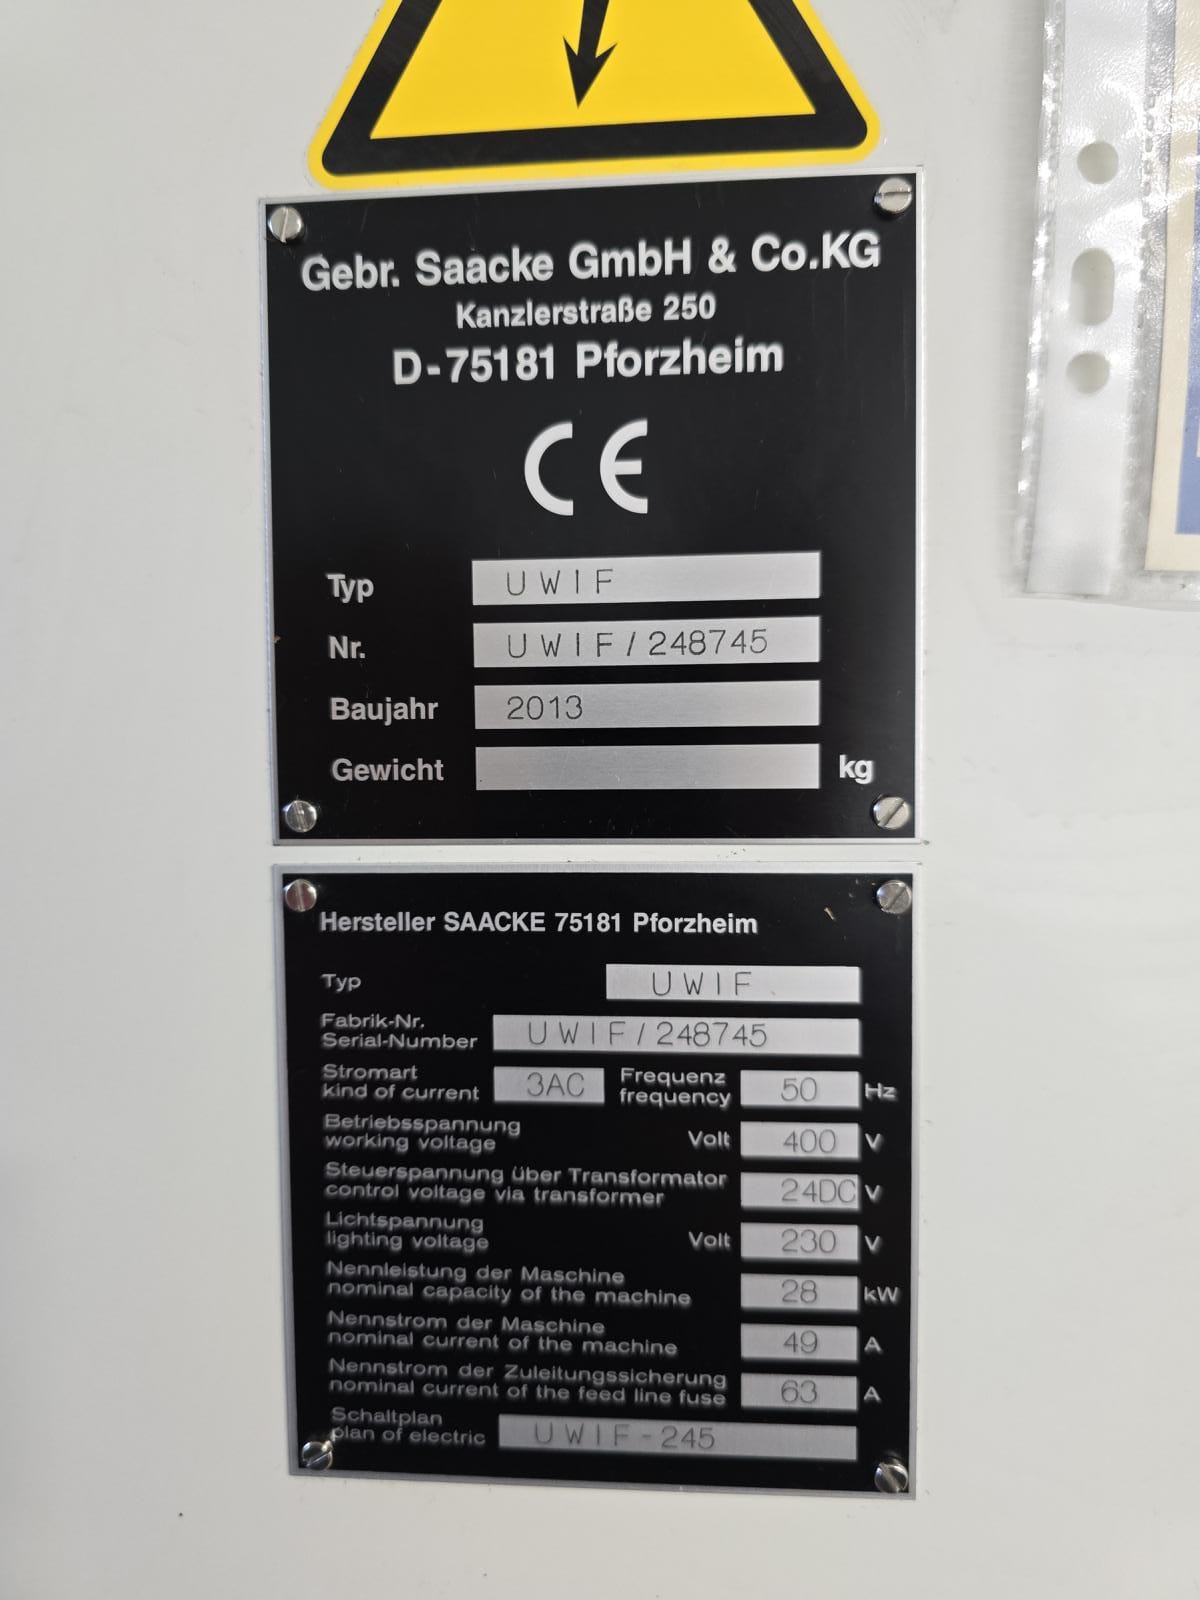 Gebr. Saacke GmbH & Co.KG
Kanzlerstraße 250
D-75181 Pforzheim
CE
Typ UWIF
Nr. UWIF/248745
Baujahr 2013
Gewicht kg
Hersteller SAACKE 75181 Pforzheim
Typ UWIF
Fabrik-Nr.
Serial-Number UWIF/248745
Stromart Frequenz
kind of current 3AC frequency 50 Hz
Betriebsspannung
working voltage Volt 400 V
Steuerspannung über Transformator
control voltage via transformer 24DC V
Lichtspannung
lighting voltage Volt 230 V
Nennleistung der Maschine
nominal capacity of the machine 28 kW
Nennstrom der Maschine
nominal current of the machine 49 A
Nennstrom der Zuleitungssicherung
nominal current of the feed line fuse 63 A
Schaltplan
plan of electric UWIF-245